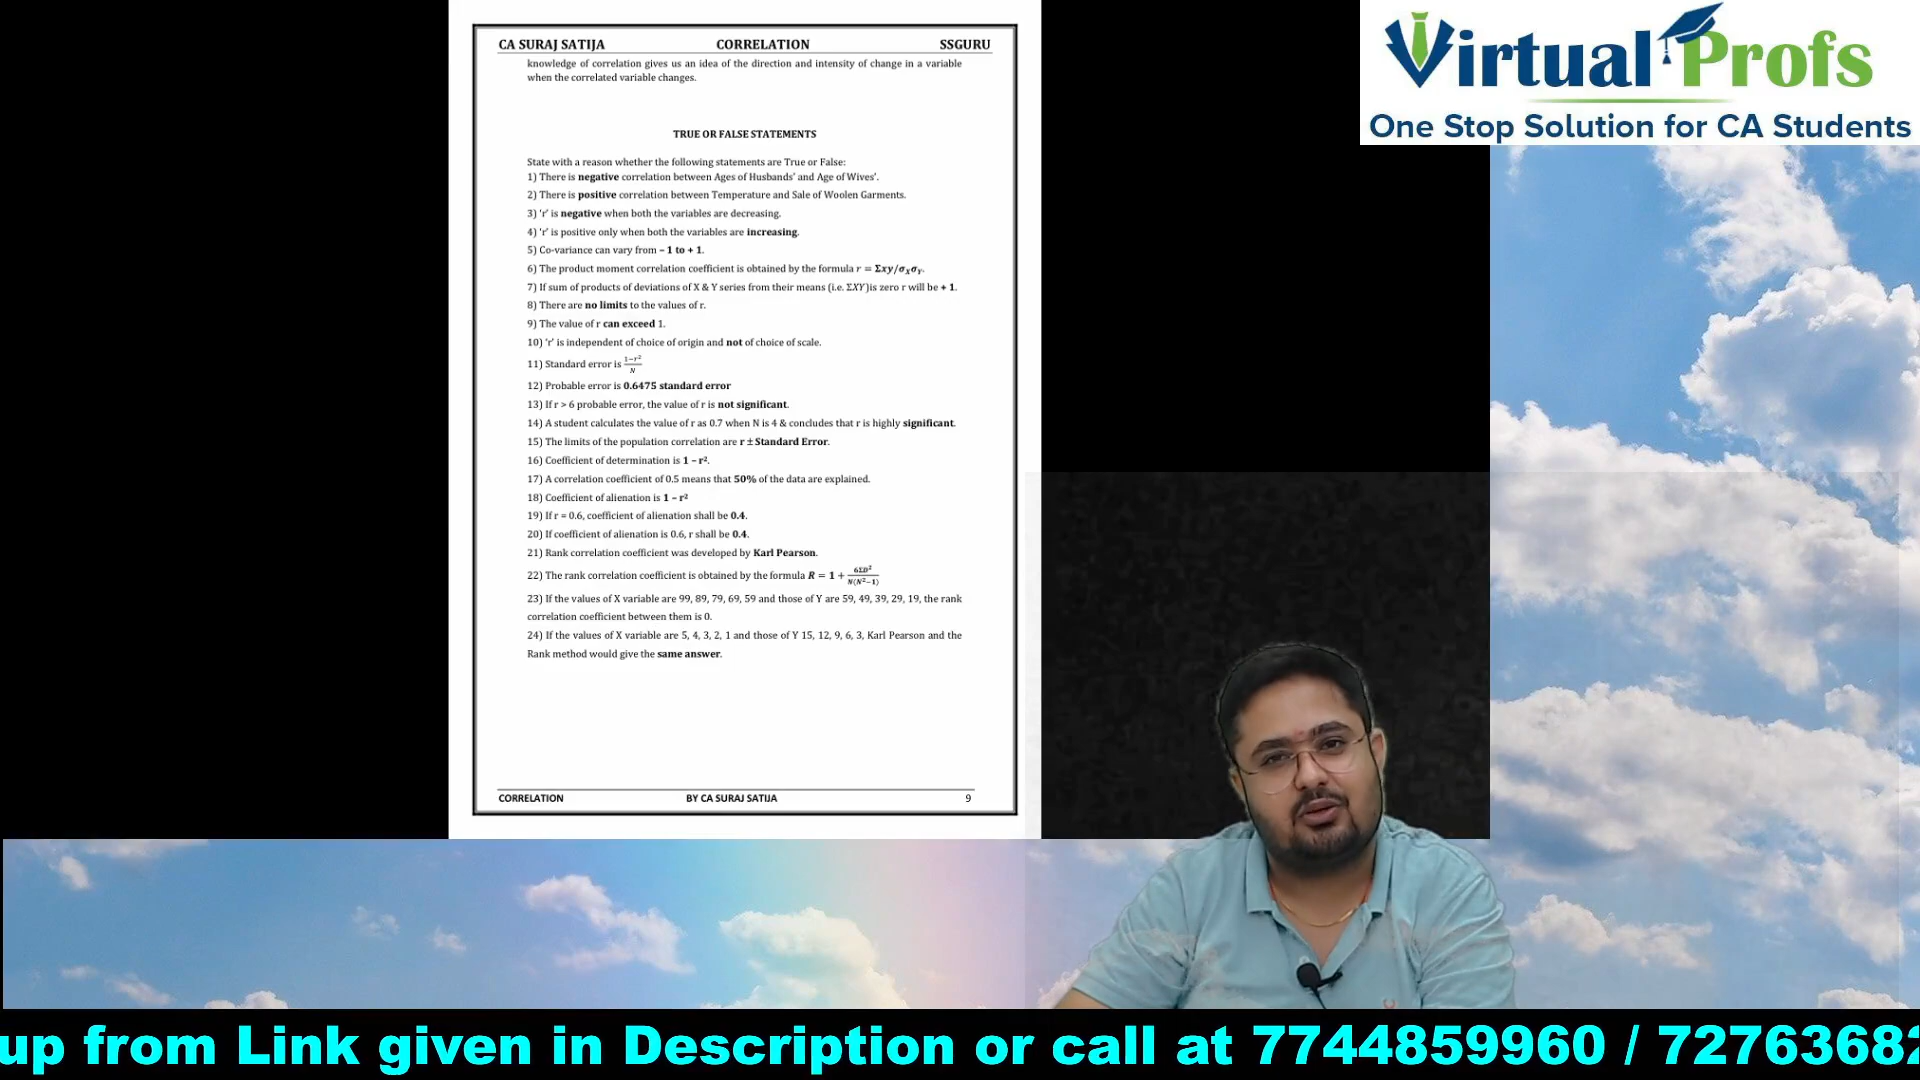 CA SURAJ SATIJA CORRELATION SSGURU
knowledge of correlation gives us an idea of the direction and intensity of change in a variable
when the correlated variable changes.
TRUE OR FALSE STATEMENTS
State with a reason whether the following statements are True or False:
1) There is negative correlation between Ages of Husbands' and Age of Wives'.
2) There is positive correlation between Temperature and Sale of Woolen Garments.
3) 'r' is negative when both the variables are decreasing.
4) 'r' is positive only when both the variables are increasing.
5) Co-variance can vary from – 1 to + 1.
6) The product moment correlation coefficient is obtained by the formula r = Σxy/σXσY.
7) If sum of products of deviations of X & Y series from their means (i.e. ΣXY)is zero r will be + 1.
8) There are no limits to the values of r.
9) The value of r can exceed 1.
10) 'r' is independent of choice of origin and not of choice of scale.
11) Standard error is (1−r²)/N
12) Probable error is 0.6475 standard error
13) If r > 6 probable error, the value of r is not significant.
14) A student calculates the value of r as 0.7 when N is 4 & concludes that r is highly significant.
15) The limits of the population correlation are r ± Standard Error.
16) Coefficient of determination is 1 – r².
17) A correlation coefficient of 0.5 means that 50% of the data are explained.
18) Coefficient of alienation is 1 – r²
19) If r = 0.6, coefficient of alienation shall be 0.4.
20) If coefficient of alienation is 0.6, r shall be 0.4.
21) Rank correlation coefficient was developed by Karl Pearson.
22) The rank correlation coefficient is obtained by the formula R = 1 + 6ΣD²/N(N²−1)
23) If the values of X variable are 99, 89, 79, 69, 59 and those of Y are 59, 49, 39, 29, 19, the rank
correlation coefficient between them is 0.
24) If the values of X variable are 5, 4, 3, 2, 1 and those of Y 15, 12, 9, 6, 3, Karl Pearson and the
Rank method would give the same answer.
CORRELATION BY CA SURAJ SATIJA 9
Virtual Profs
One Stop Solution for CA Students
up from Link given in Description or call at 7744859960 / 7276368